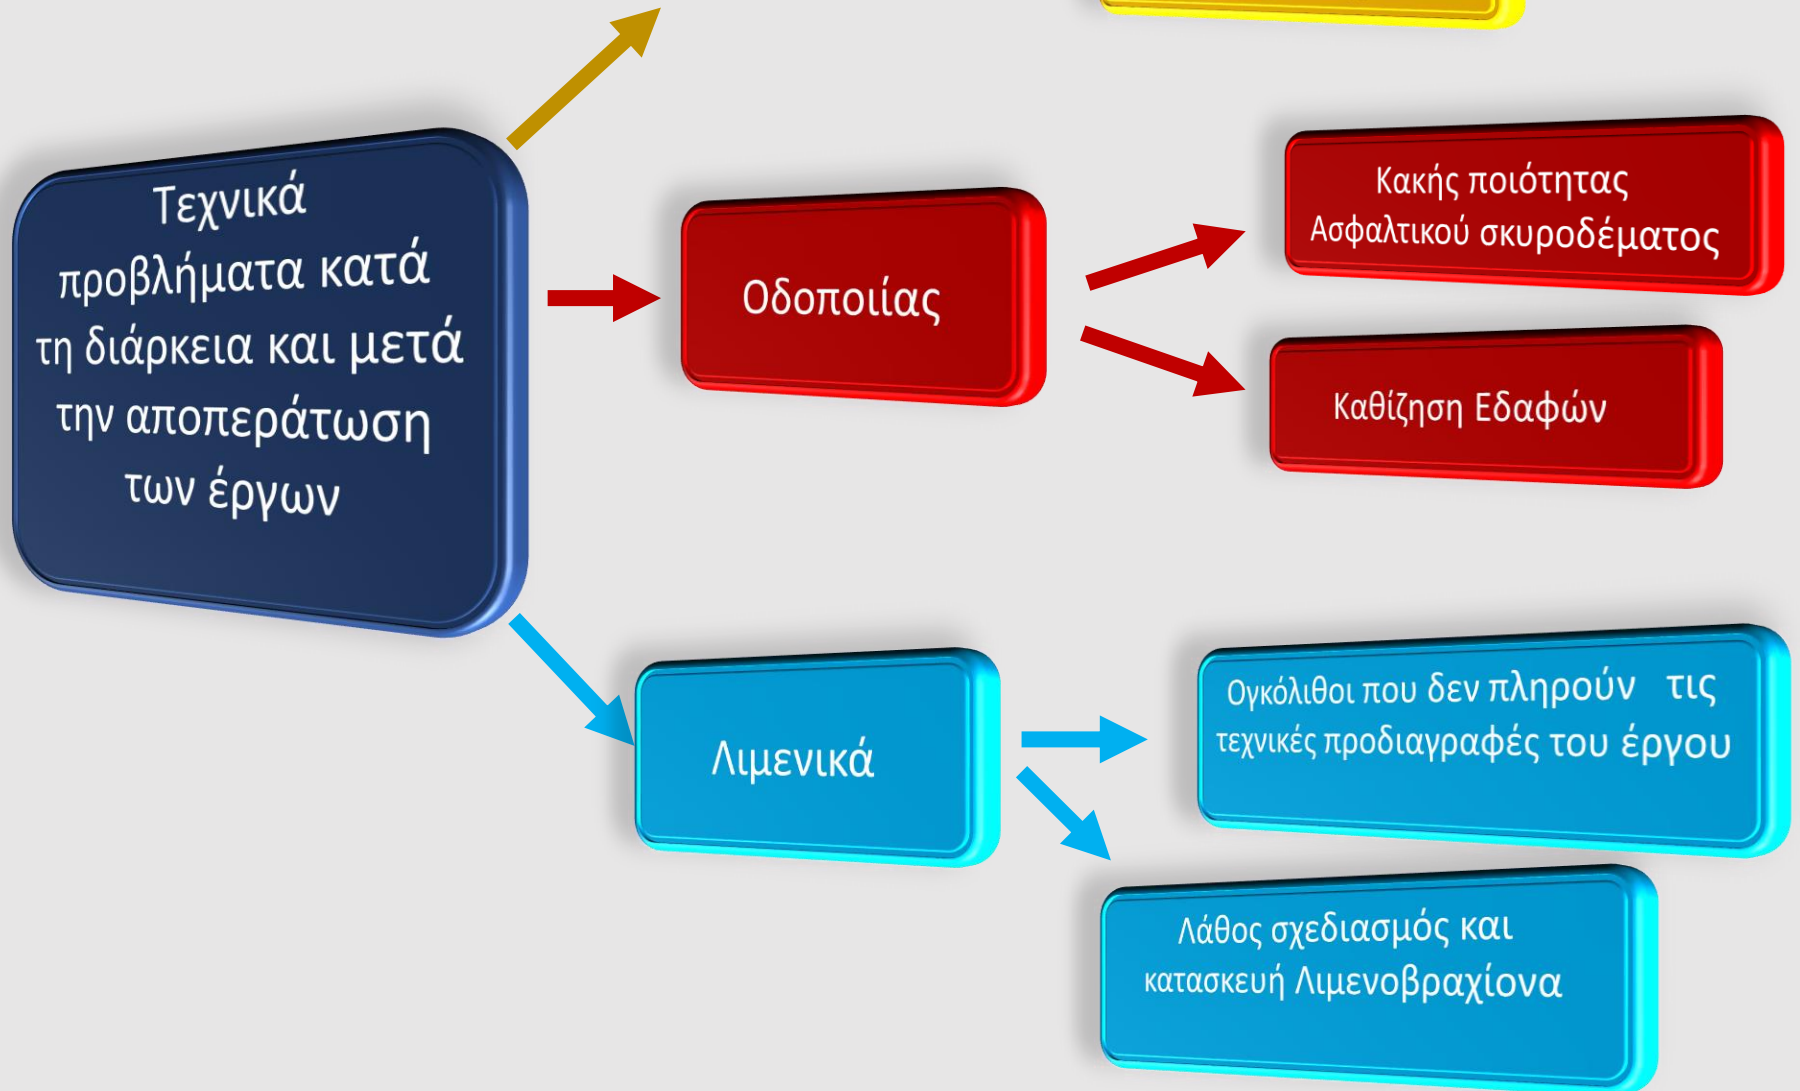 Τεχνικά
προβλήματα κατά
τη διάρκεια και μετά
την αποπεράτωση
των έργων
Οδοποιίας
Κακής ποιότητας
Ασφαλτικού σκυροδέματος
Καθίζηση Εδαφών
Λιμενικά
Ογκόλιθοι που δεν πληρούν τις
τεχνικές προδιαγραφές του έργου
Λάθος σχεδιασμός και
κατασκευή Λιμενοβραχίονα